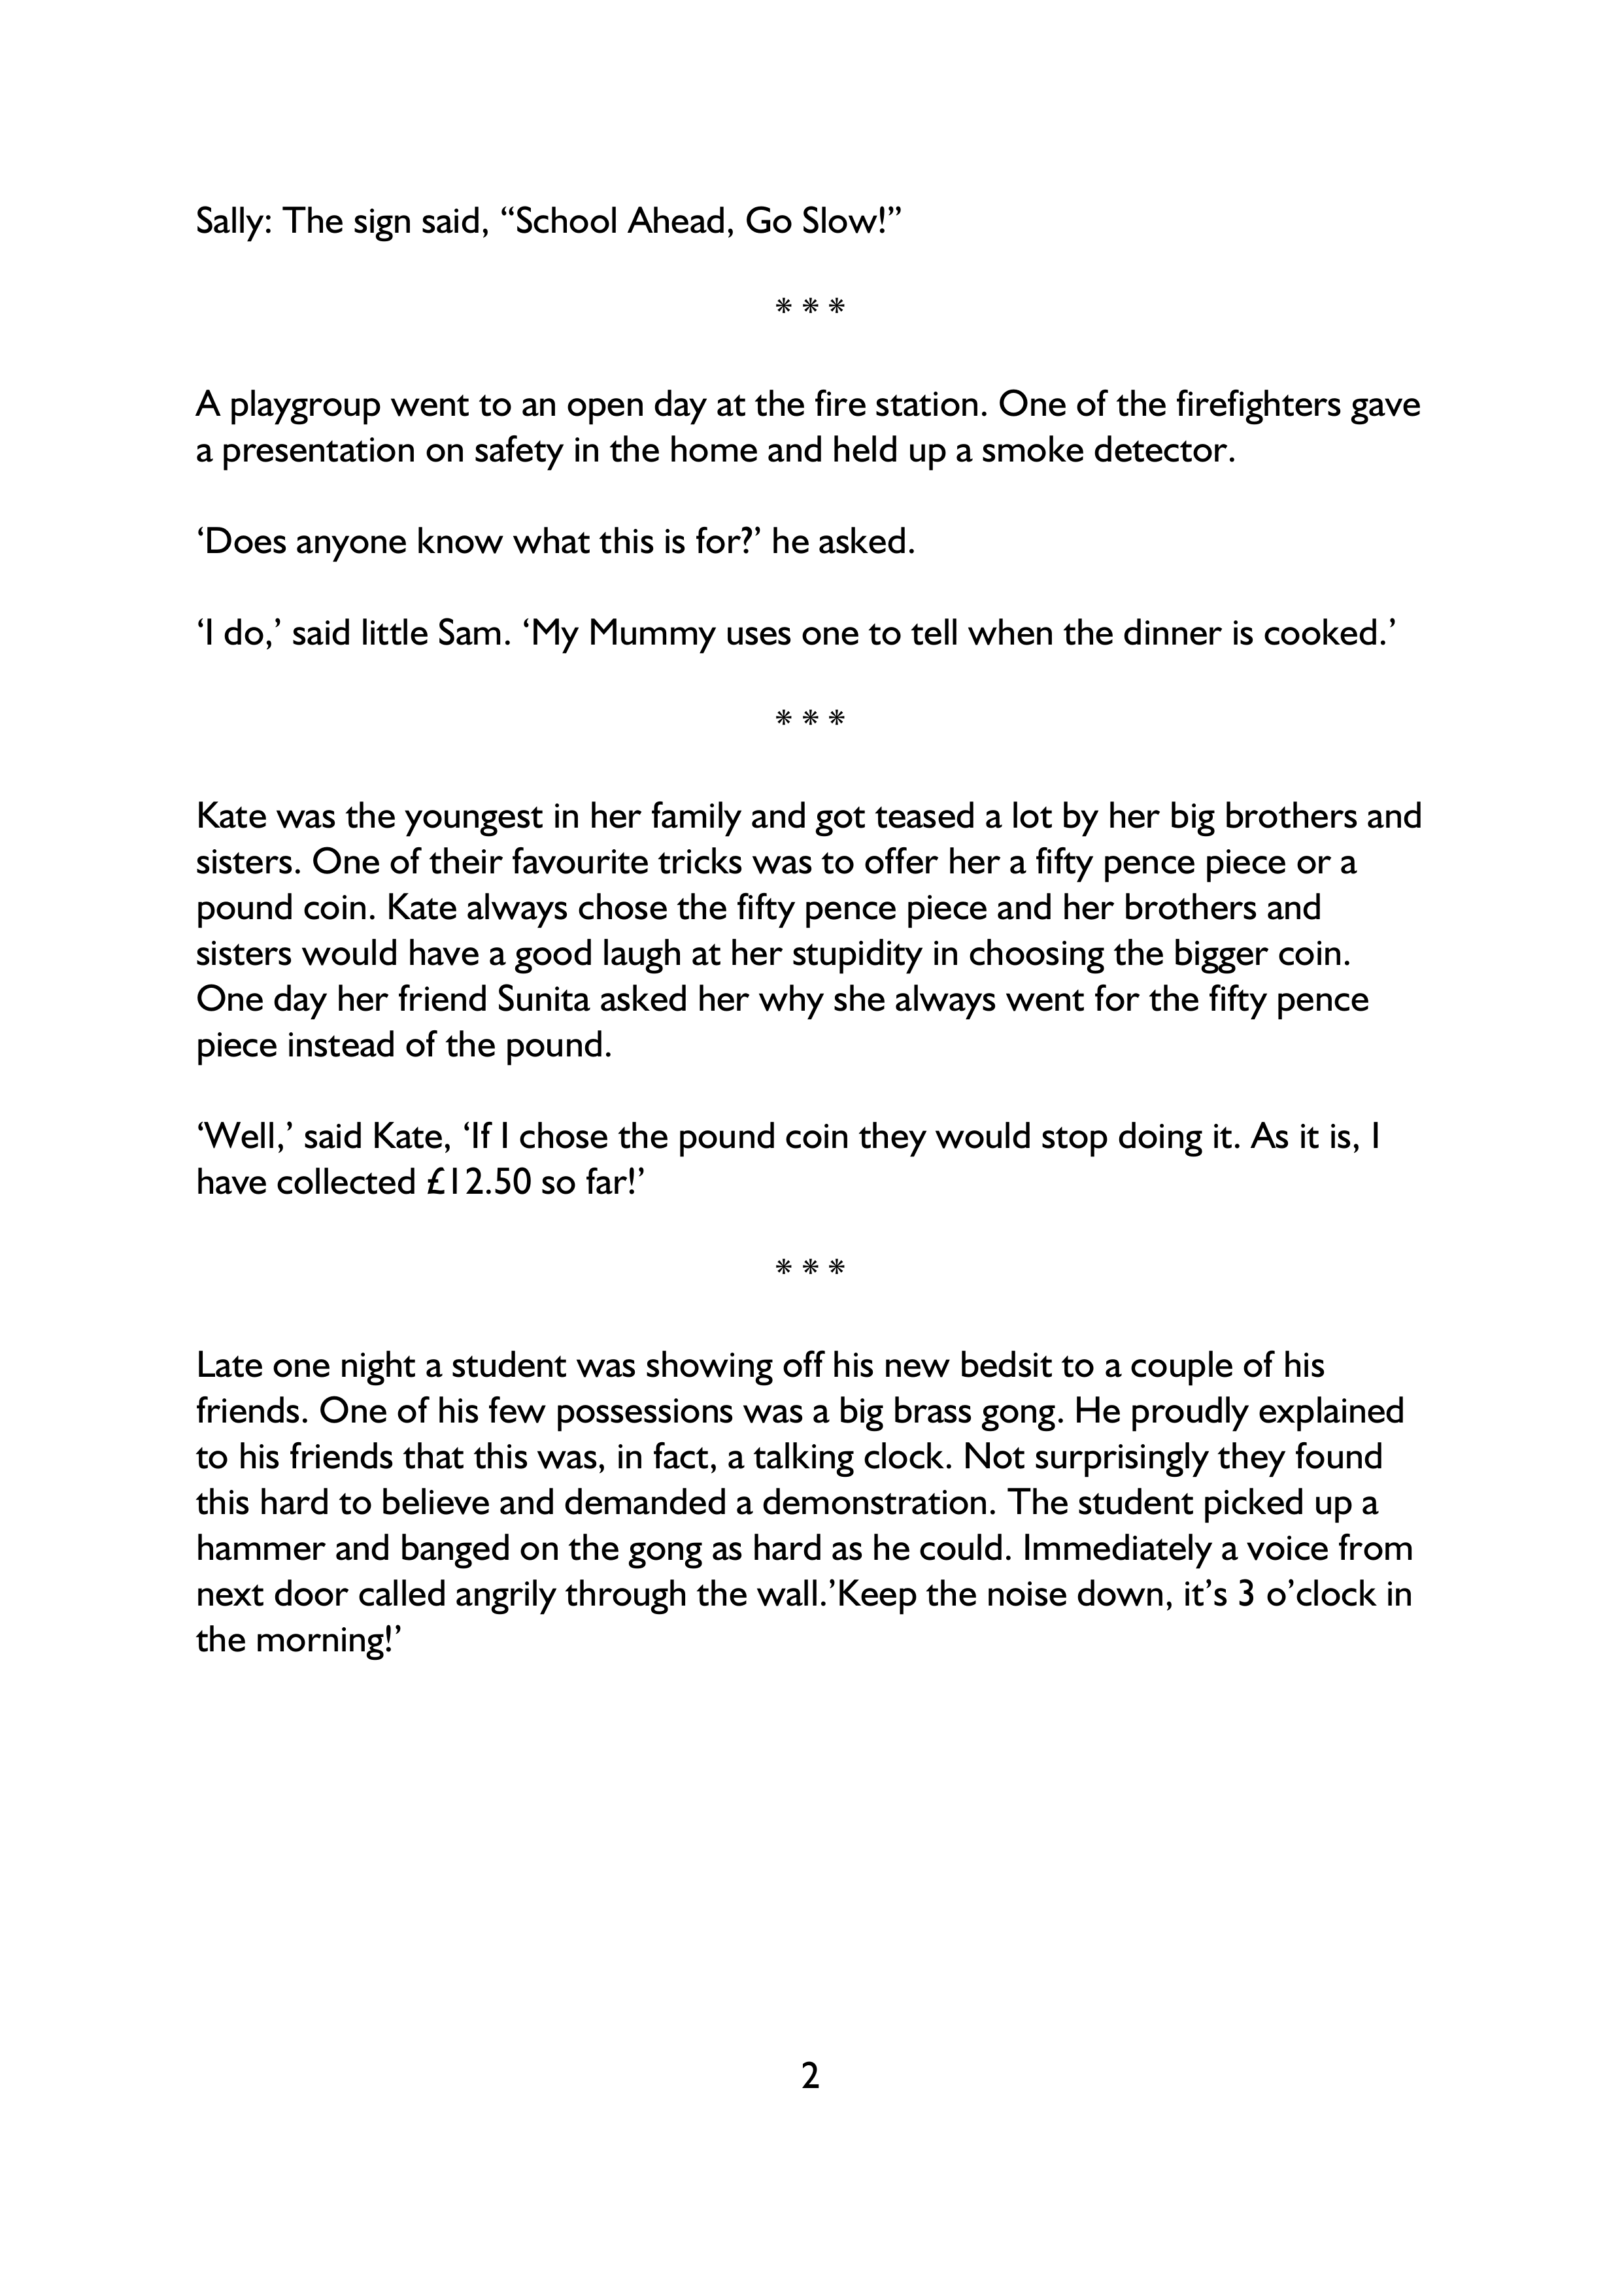 Sally: The sign said, “School Ahead, Go Slow!”
* * *
A playgroup went to an open day at the fire station. One of the firefighters gave
a presentation on safety in the home and held up a smoke detector.
‘Does anyone know what this is for?’ he asked.
‘I do,’ said little Sam. ‘My Mummy uses one to tell when the dinner is cooked.’
* * *
Kate was the youngest in her family and got teased a lot by her big brothers and
sisters. One of their favourite tricks was to offer her a fifty pence piece or a
pound coin. Kate always chose the fifty pence piece and her brothers and
sisters would have a good laugh at her stupidity in choosing the bigger coin.
One day her friend Sunita asked her why she always went for the fifty pence
piece instead of the pound.
‘Well,’ said Kate, ‘If I chose the pound coin they would stop doing it. As it is, I
have collected £12.50 so far!’
* * *
Late one night a student was showing off his new bedsit to a couple of his
friends. One of his few possessions was a big brass gong. He proudly explained
to his friends that this was, in fact, a talking clock. Not surprisingly they found
this hard to believe and demanded a demonstration. The student picked up a
hammer and banged on the gong as hard as he could. Immediately a voice from
next door called angrily through the wall.’Keep the noise down, it’s 3 o’clock in
the morning!’
2